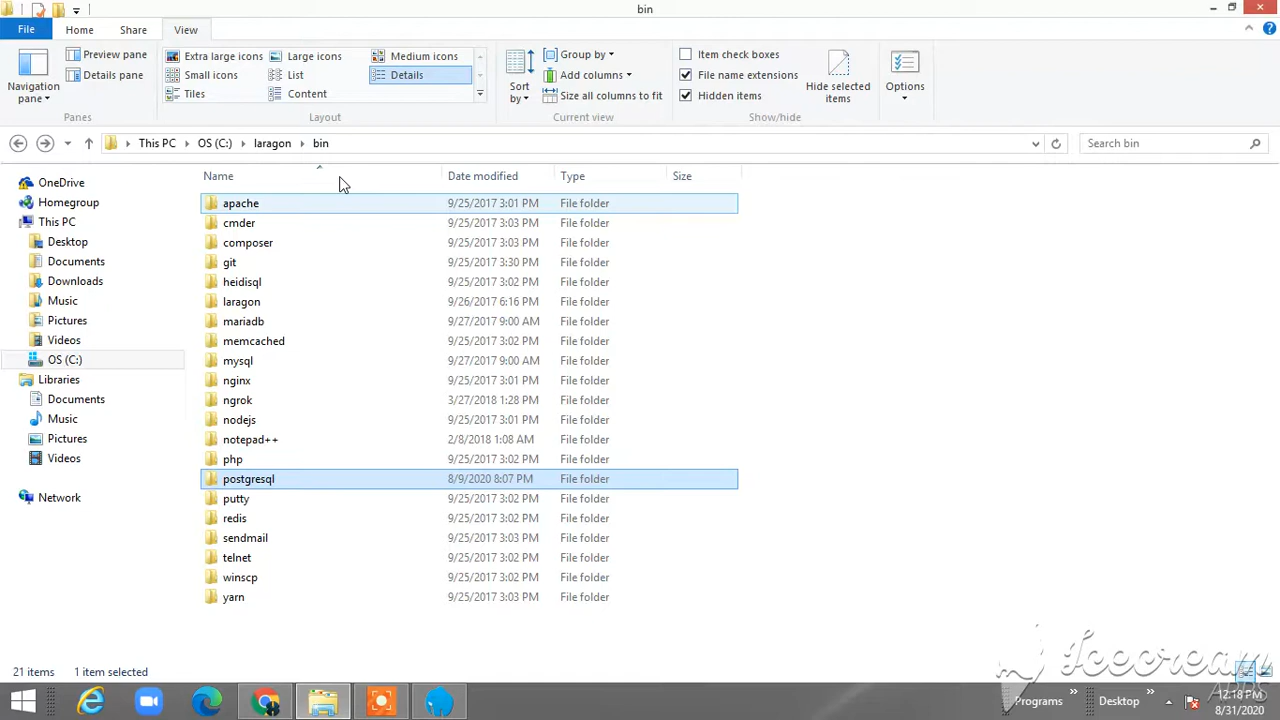 bin
File Home Share View
Navigation pane
Preview pane
Details pane
Panes
Extra large icons Large icons Medium icons
Small icons List Details
Tiles Content
Layout
Sort by
Group by
Add columns
Size all columns to fit
Current view
Item check boxes
File name extensions
Hidden items
Hide selected items
Show/hide
Options
This PC OS (C:) laragon bin
Search bin
OneDrive
Homegroup
This PC
Desktop
Documents
Downloads
Music
Pictures
Videos
OS (C:)
Libraries
Documents
Music
Pictures
Videos
Network
Name Date modified Type Size
apache 9/25/2017 3:01 PM File folder
cmder 9/25/2017 3:03 PM File folder
composer 9/25/2017 3:03 PM File folder
git 9/25/2017 3:30 PM File folder
heidisql 9/25/2017 3:02 PM File folder
laragon 9/26/2017 6:16 PM File folder
mariadb 9/27/2017 9:00 AM File folder
memcached 9/25/2017 3:02 PM File folder
mysql 9/27/2017 9:00 AM File folder
nginx 9/25/2017 3:01 PM File folder
ngrok 3/27/2018 1:28 PM File folder
nodejs 9/25/2017 3:01 PM File folder
notepad++ 2/8/2018 1:08 AM File folder
php 9/25/2017 3:02 PM File folder
postgresql 8/9/2020 8:07 PM File folder
putty 9/25/2017 3:02 PM File folder
redis 9/25/2017 3:02 PM File folder
sendmail 9/25/2017 3:03 PM File folder
telnet 9/25/2017 3:02 PM File folder
winscp 9/25/2017 3:02 PM File folder
yarn 9/25/2017 3:03 PM File folder
21 items 1 item selected
Icecream
APPS
Programs » Desktop »
12:18 PM
8/31/2020